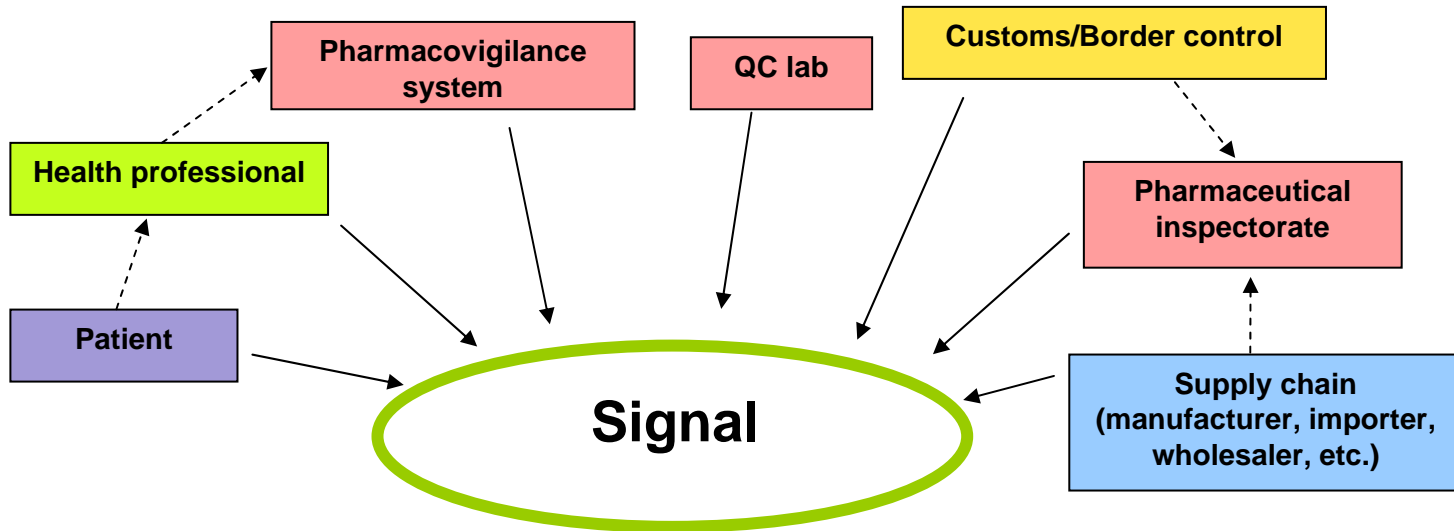 Pharmacovigilance
system
QC lab
Customs/Border control
Health professional
Pharmaceutical
inspectorate
Patient
Supply chain
(manufacturer, importer,
wholesaler, etc.)
Signal